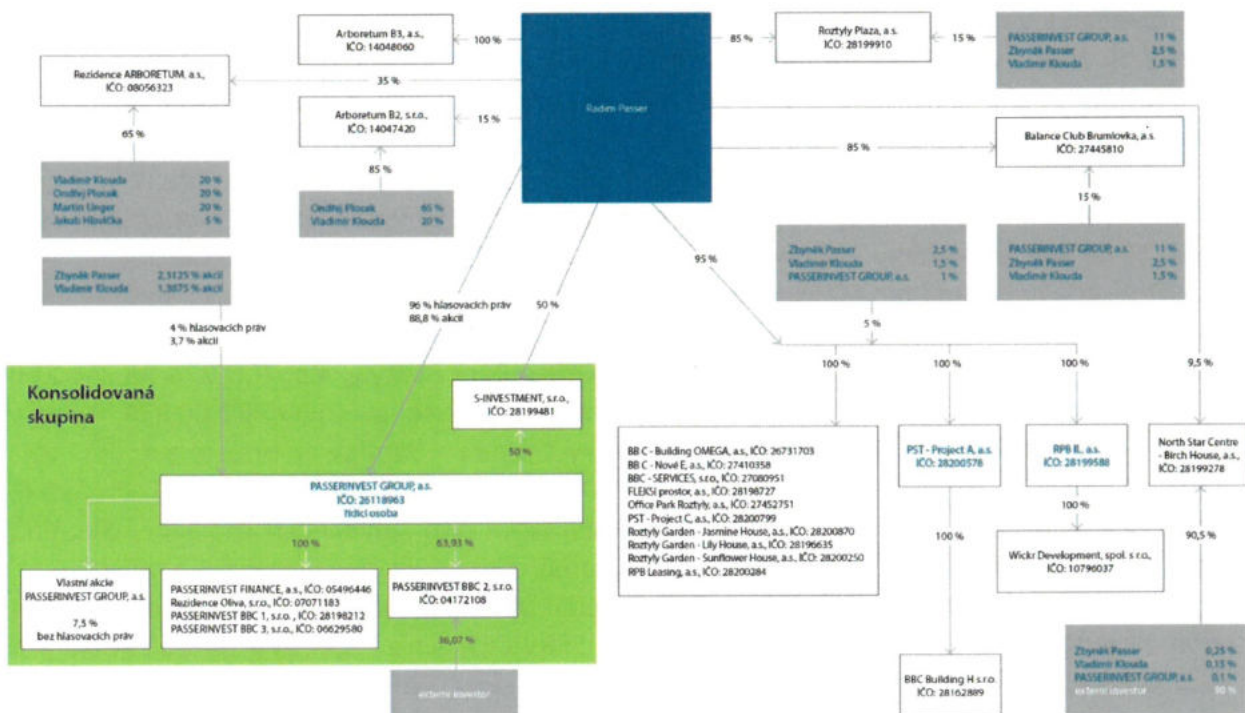 Arboretum B3, a.s.,
IČO: 14048060
100 %
85 %
Roztyly Plaza, a.s.
IČO: 28199910
15 %
PASSERINVEST GROUP, a.s. 11 %
Zbyněk Passer 2,5 %
Vladimír Klouda 1,5 %
Rezidence ARBORETUM, a.s.,
IČO: 08056323
35 %
Radim Passer
Arboretum B2, s.r.o.,
IČO: 14047420
15 %
65 %
85 %
Balance Club Brumlovka, a.s.
IČO: 27445810
85 %
15 %
Vladimír Klouda 20 %
Ondřej Plocek 20 %
Martin Unger 20 %
Jakub Hlavička 5 %
Ondřej Plocek 65 %
Vladimír Klouda 20 %
Zbyněk Passer 2,5 %
Vladimír Klouda 1,5 %
PASSERINVEST GROUP, a.s. 1 %
PASSERINVEST GROUP, a.s. 11 %
Zbyněk Passer 2,5 %
Vladimír Klouda 1,5 %
Zbyněk Passer 2,3125 % akcií
Vladimír Klouda 1,3875 % akcií
95 %
4 % hlasovacích práv
3,7 % akcií
96 % hlasovacích práv
88,8 % akcií
50 %
5 %
100 %
100 %
100 %
9,5 %
Konsolidovaná
skupina
S-INVESTMENT, s.r.o.,
IČO: 28199481
50 %
PASSERINVEST GROUP, a.s.
IČO: 26118963
řídící osoba
100 %
63,93 %
Vlastní akcie
PASSERINVEST GROUP, a.s.
7,5 %
bez hlasovacích práv
PASSERINVEST FINANCE, a.s., IČO: 05496446
Rezidence Oliva, s.r.o., IČO: 07071183
PASSERINVEST BBC 1, s.r.o., IČO: 28198212
PASSERINVEST BBC 3, s.r.o., IČO: 06629580
PASSERINVEST BBC 2, s.r.o.
IČO: 04172108
36,07 %
externí investor
BB C - Building OMEGA, a.s., IČO: 26731703
BB C - Nové E, a.s., IČO: 27410358
BBC - SERVICES, s.r.o., IČO: 27080951
FLEKSI prostor, a.s., IČO: 28198727
Office Park Roztyly, a.s., IČO: 27452751
PST - Project C, a.s., IČO: 28200799
Roztyly Garden - Jasmine House, a.s., IČO: 28200870
Roztyly Garden - Lily House, a.s., IČO: 28196635
Roztyly Garden - Sunflower House, a.s., IČO: 28200250
RPB Leasing, a.s., IČO: 28200284
PST - Project A, a.s.
IČO: 28200578
100 %
BBC Building H s.r.o.
IČO: 28162889
RPB II., a.s.
IČO: 28199588
100 %
Wickr Development, spol. s r.o.,
IČO: 10796037
North Star Centre
- Birch House, a.s.,
IČO: 28199278
90,5 %
Zbyněk Passer 0,25 %
Vladimír Klouda 0,15 %
PASSERINVEST GROUP, a.s. 0,1 %
externí investor 90 %